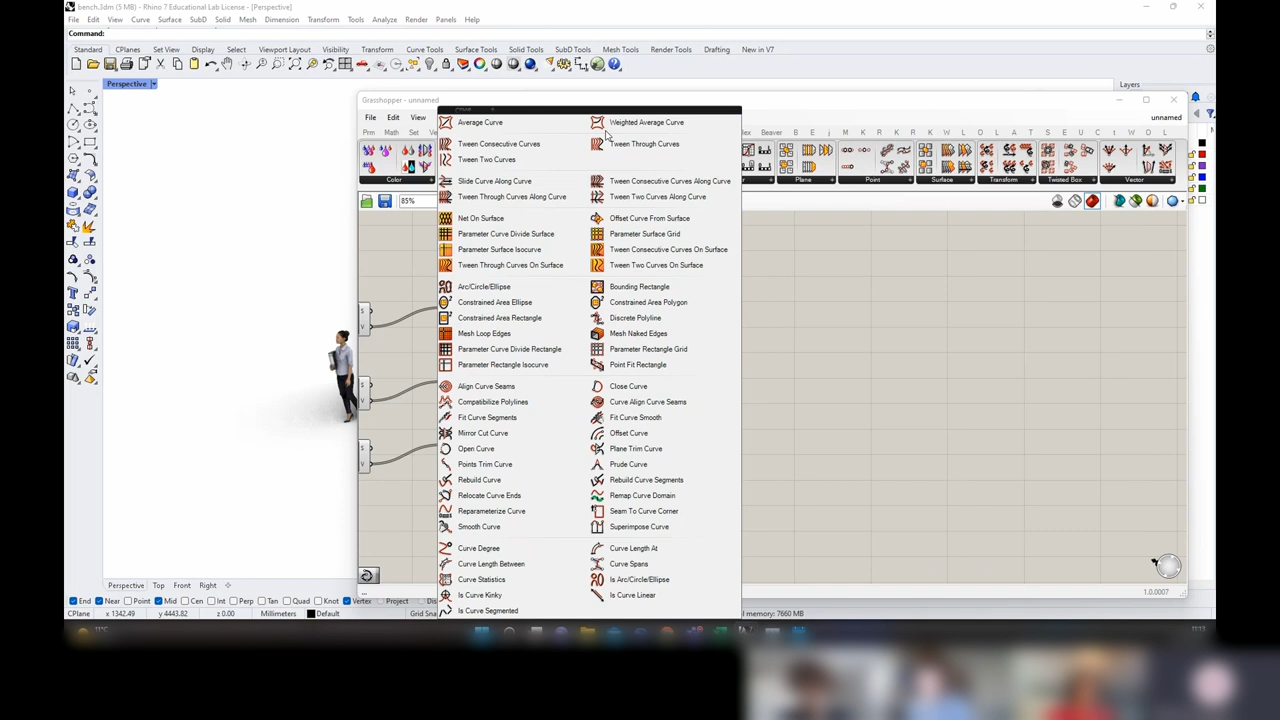 bench.3dm (5 MB) - Rhino 7 Educational Lab License - [Perspective]
File Edit View Curve Surface SubD Solid Mesh Dimension Transform Tools Analyze Render Panels Help
Command:
Standard CPlanes Set View Display Select Viewport Layout Visibility Transform Curve Tools Surface Tools Solid Tools SubD Tools Mesh Tools Render Tools Drafting New in V7
Perspective
Layers
Grasshopper - unnamed
File Edit View
unnamed
Prm Math Set
Beaver
Color
Plane Point Surface Transform Twisted Box Vector
85%
Average Curve Weighted Average Curve
Tween Consecutive Curves Tween Through Curves
Tween Two Curves
Slide Curve Along Curve Tween Consecutive Curves Along Curve
Tween Through Curves Along Curve Tween Two Curves Along Curve
Net On Surface Offset Curve From Surface
Parameter Curve Divide Surface Parameter Surface Grid
Parameter Surface Isocurve Tween Consecutive Curves On Surface
Tween Through Curves On Surface Tween Two Curves On Surface
Arc/Circle/Ellipse Bounding Rectangle
Constrained Area Ellipse Constrained Area Polygon
Constrained Area Rectangle Discrete Polyline
Mesh Loop Edges Mesh Naked Edges
Parameter Curve Divide Rectangle Parameter Rectangle Grid
Parameter Rectangle Isocurve Point Fit Rectangle
Align Curve Seams Close Curve
Compatibilize Polylines Curve Align Curve Seams
Fit Curve Segments Fit Curve Smooth
Mirror Cut Curve Offset Curve
Open Curve Plane Trim Curve
Points Trim Curve Prude Curve
Rebuild Curve Rebuild Curve Segments
Relocate Curve Ends Remap Curve Domain
Reparameterize Curve Seam To Curve Corner
Smooth Curve Superimpose Curve
Curve Degree Curve Length At
Curve Length Between Curve Spans
Curve Statistics Is Arc/Circle/Ellipse
Is Curve Kinky Is Curve Linear
Is Curve Segmented
S
V
S
V
S
V
1.0.0007
Perspective Top Front Right
End Near Point Mid Cen Int Perp Tan Quad Knot Vertex Project
CPlane x 1342.49 y 4443.82 Millimeters Default Grid Sn memory: 7660 MB
11°C
11:13